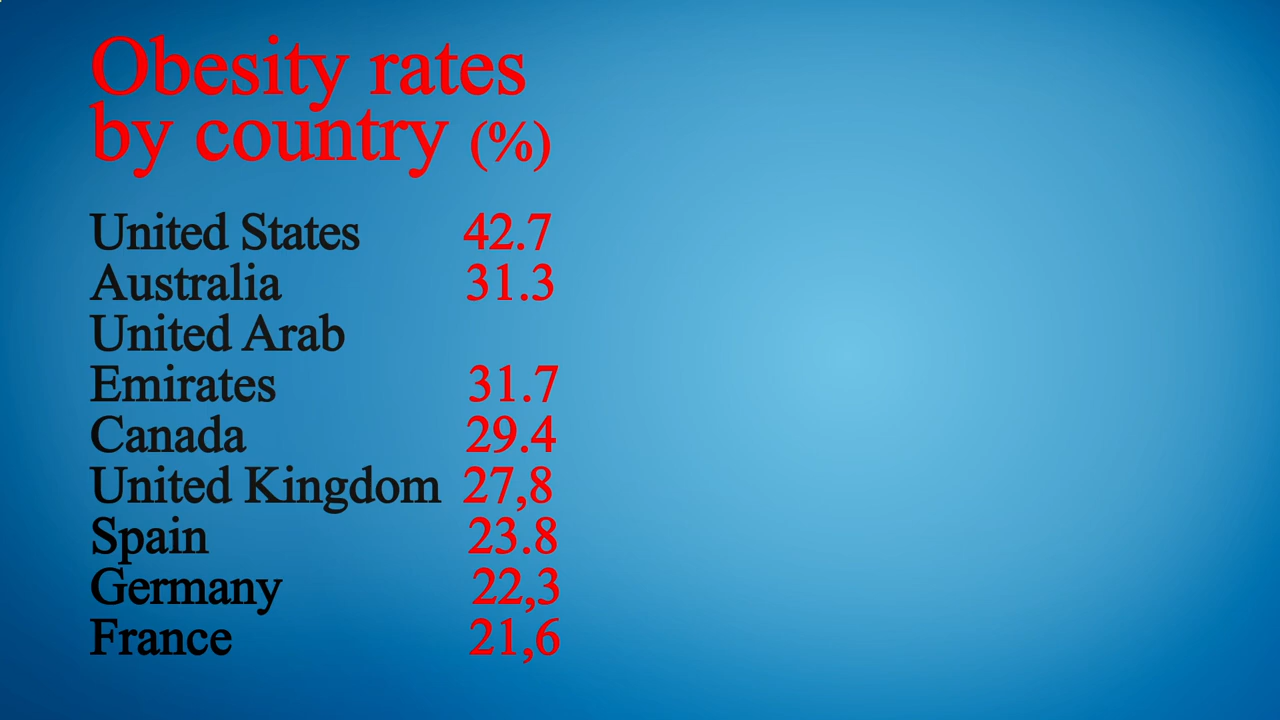 Obesity rates
by country (%)
United States 42.7
Australia 31.3
United Arab
Emirates 31.7
Canada 29.4
United Kingdom 27,8
Spain 23.8
Germany 22,3
France 21,6